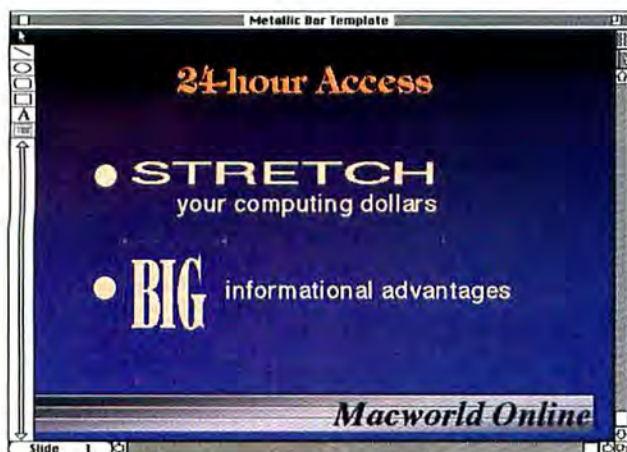 Metallic Bar Template
24-hour Access
STRETCH
your computing dollars
BIG informational advantages
Macworld Online
A
Slide 1